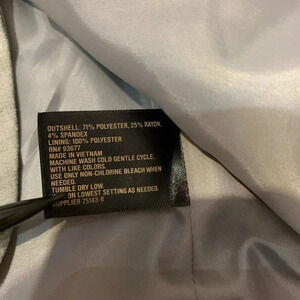 OUTSHELL: 71% POLYESTER, 25% RAYON,
4% SPANDEX
LINING: 100% POLYESTER
RN# 93677
MADE IN VIETNAM
MACHINE WASH COLD GENTLE CYCLE.
WITH LIKE COLORS.
USE ONLY NON-CHLORINE BLEACH WHEN
NEEDED.
TUMBLE DRY LOW.
ON LOWEST SETTING AS NEEDED.
SUPPLIER 75143-8